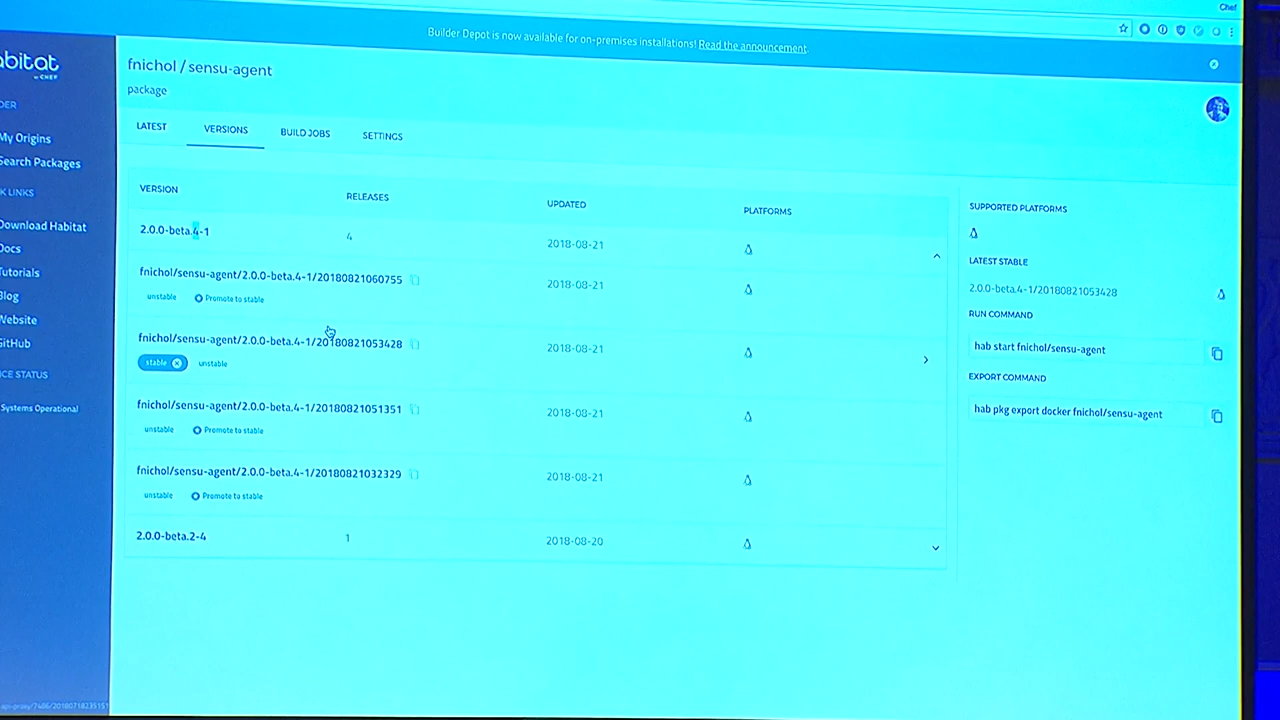 Chef
Builder Depot is now available for on-premises installations! Read the announcement.
abitat
by CHEF
DER
My Origins
Search Packages
K LINKS
Download Habitat
Docs
Tutorials
Blog
Website
GitHub
ICE STATUS
Systems Operational
fnichol / sensu-agent
package
LATEST
VERSIONS
BUILD JOBS
SETTINGS
VERSION
RELEASES
UPDATED
PLATFORMS
2.0.0-beta.4-1
4
2018-08-21
fnichol/sensu-agent/2.0.0-beta.4-1/20180821060755
2018-08-21
unstable
Promote to stable
fnichol/sensu-agent/2.0.0-beta.4-1/20180821053428
2018-08-21
stable
unstable
fnichol/sensu-agent/2.0.0-beta.4-1/20180821051351
2018-08-21
unstable
Promote to stable
fnichol/sensu-agent/2.0.0-beta.4-1/20180821032329
2018-08-21
unstable
Promote to stable
2.0.0-beta.2-4
1
2018-08-20
SUPPORTED PLATFORMS
LATEST STABLE
2.0.0-beta.4-1/20180821053428
RUN COMMAND
hab start fnichol/sensu-agent
EXPORT COMMAND
hab pkg export docker fnichol/sensu-agent